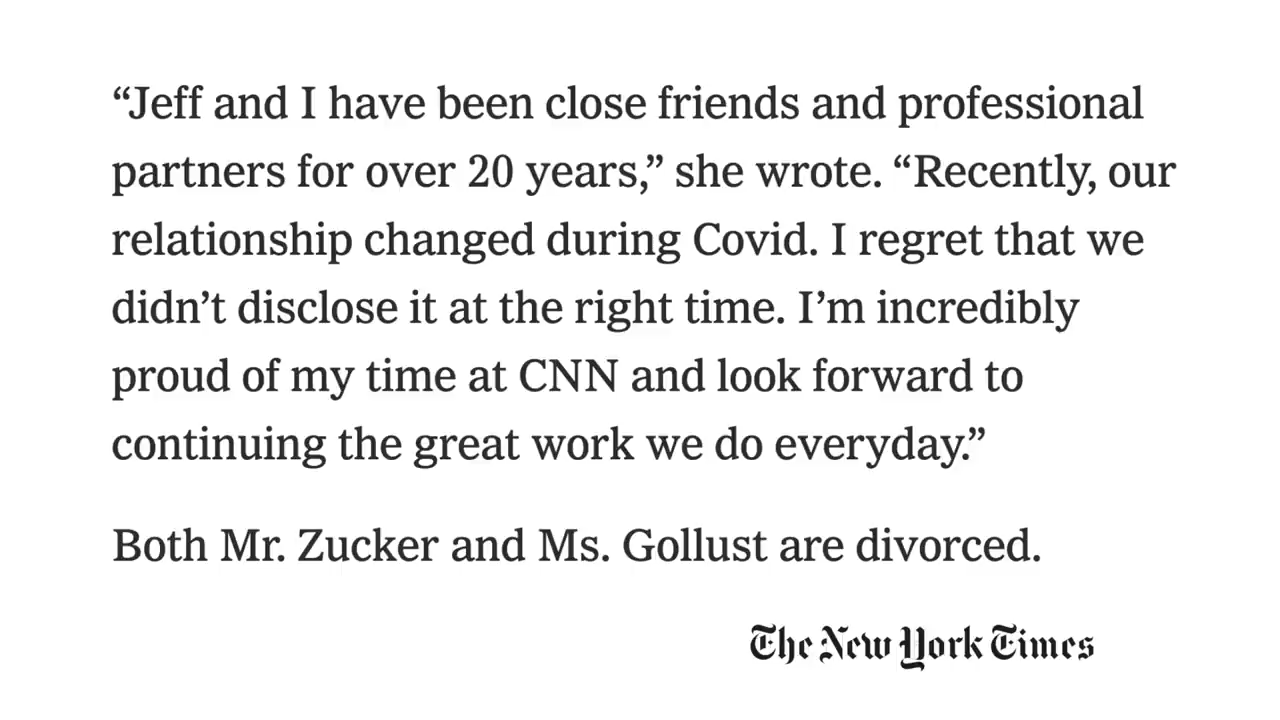 “Jeff and I have been close friends and professional
partners for over 20 years,” she wrote. “Recently, our
relationship changed during Covid. I regret that we
didn’t disclose it at the right time. I’m incredibly
proud of my time at CNN and look forward to
continuing the great work we do everyday.”
Both Mr. Zucker and Ms. Gollust are divorced.
The New York Times